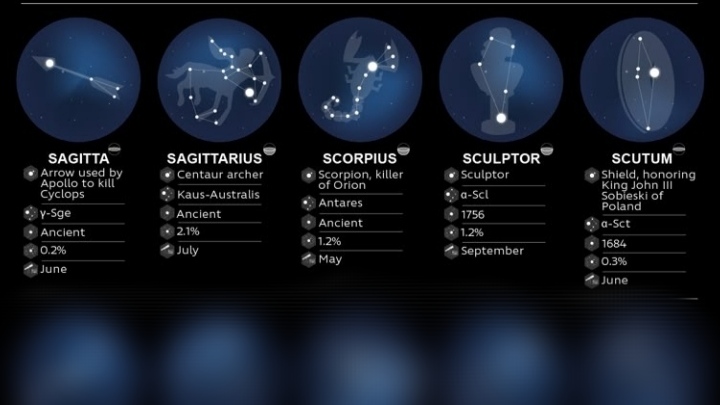 SAGITTA
Arrow used by
Apollo to kill
Cyclops
γ-Sge
Ancient
0.2%
June
SAGITTARIUS
Centaur archer
Kaus-Australis
Ancient
2.1%
July
SCORPIUS
Scorpion, killer
of Orion
Antares
Ancient
1.2%
May
SCULPTOR
Sculptor
α-Scl
1756
1.2%
September
SCUTUM
Shield, honoring
King John III
Sobieski of
Poland
α-Sct
1684
0.3%
June